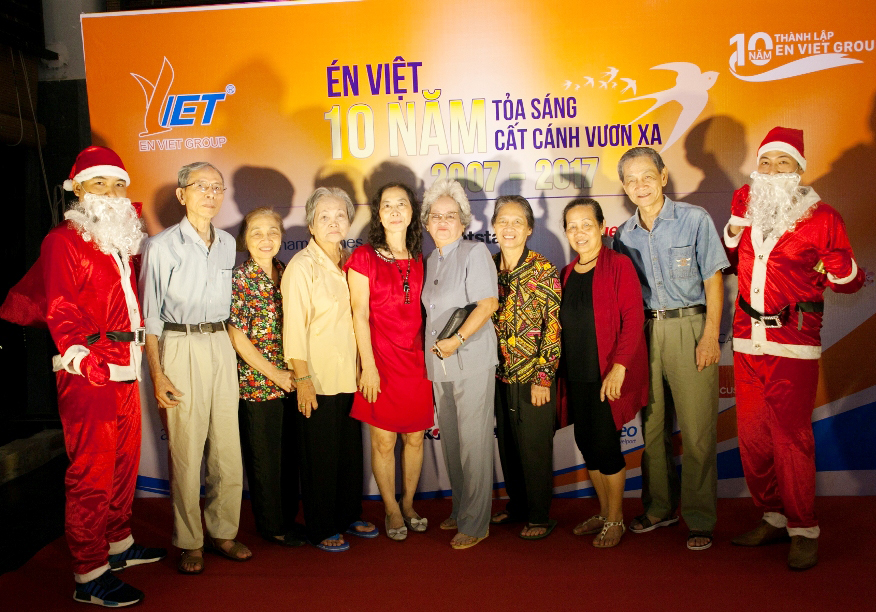 VIET®
EN VIET GROUP
ÉN VIỆT
10 NĂM
TỎA SÁNG
CẤT CÁNH VƯƠN XA
2007 - 2017
10 NĂM
THÀNH LẬP
EN VIET GROU